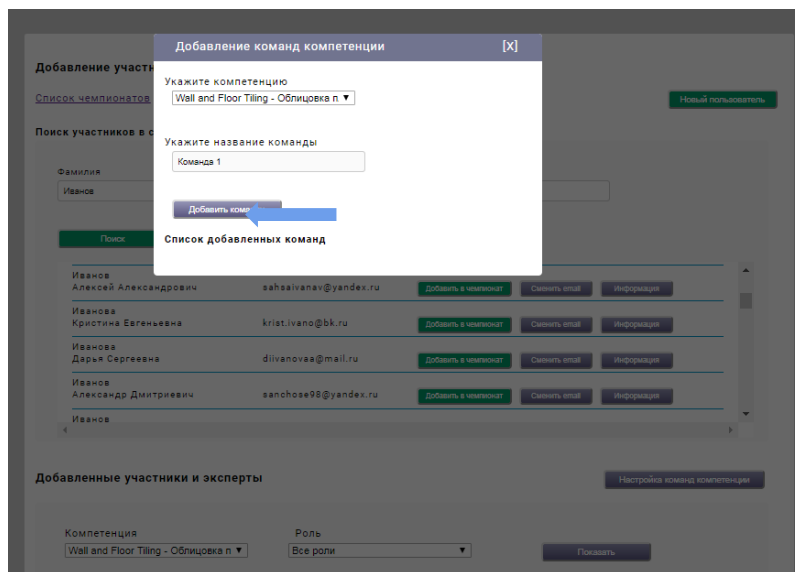 Добавление команд компетенции [X]
Добавление участн
Укажите компетенцию
Список чемпионатов
Wall and Floor Tiling - Облицовка п ▼
Новый пользователь
Поиск участников в с
Укажите название команды
Команда 1
Фамилия
Иванов
Добавить кома
Поиск
Список добавленных команд
Иванов
Алексей Александрович sahsaivanav@yandex.ru Добавить в чемпионат Сменить email Информация
Иванова
Кристина Евгеньевна krist.ivano@bk.ru Добавить в чемпионат Сменить email Информация
Иванова
Дарья Сергеевна diivanovaa@mail.ru Добавить в чемпионат Сменить email Информация
Иванов
Александр Дмитриевич sanchose98@yandex.ru Добавить в чемпионат Сменить email Информация
Иванов
Добавленные участники и эксперты Настройка команд компетенции
Компетенция Роль
Wall and Floor Tiling - Облицовка п ▼ Все роли ▼ Показать